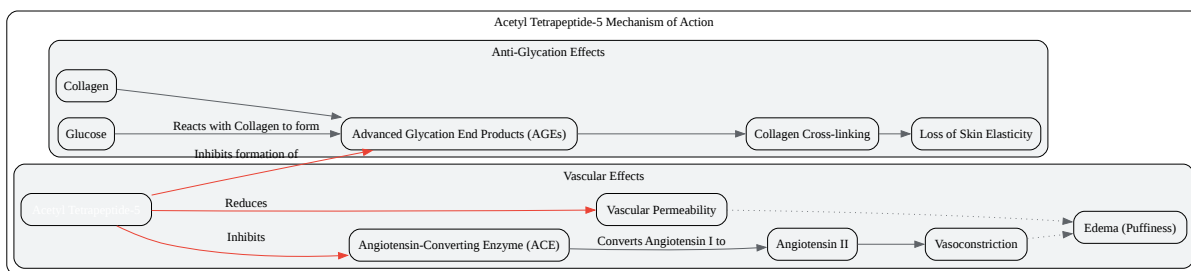 Acetyl Tetrapeptide-5 Mechanism of Action
Anti-Glycation Effects
Collagen
Glucose
Reacts with Collagen to form
Advanced Glycation End Products (AGEs)
Collagen Cross-linking
Loss of Skin Elasticity
Inhibits formation of
Vascular Effects
Acetyl Tetrapeptide-5
Reduces
Vascular Permeability
Inhibits
Angiotensin-Converting Enzyme (ACE)
Converts Angiotensin I to
Angiotensin II
Vasoconstriction
Edema (Puffiness)